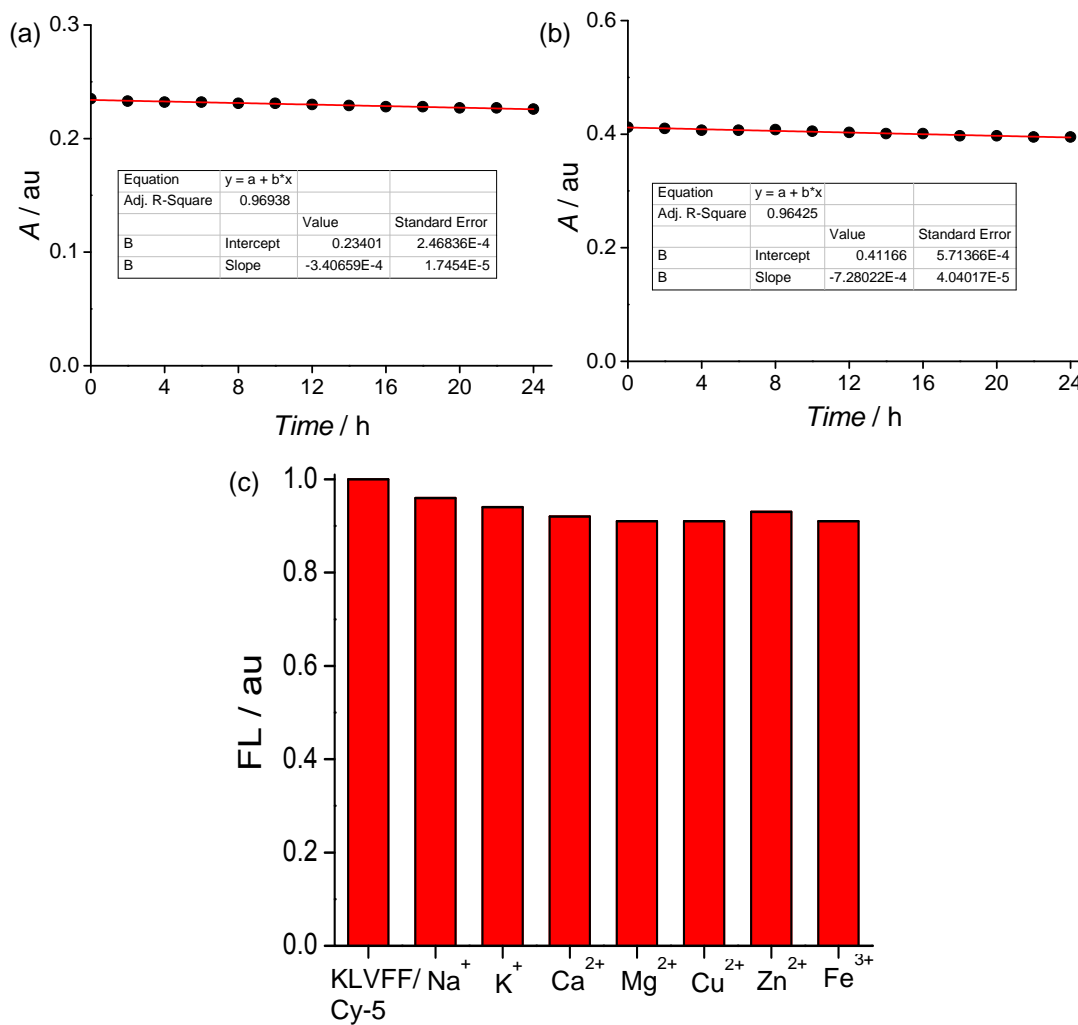 (a)
0.3
0.2
0.1
0.0
A / au
Equation y = a + b*x
Adj. R-Square 0.96938
Value Standard Error
B Intercept 0.23401 2.46836E-4
B Slope -3.40659E-4 1.7454E-5
0 4 8 12 16 20 24
Time / h
(b)
0.6
0.4
0.2
0.0
A / au
Equation y = a + b*x
Adj. R-Square 0.96425
Value Standard Error
B Intercept 0.41166 5.71366E-4
B Slope -7.28022E-4 4.04017E-5
0 4 8 12 16 20 24
Time / h
(c)
1.0
0.8
0.6
0.4
0.2
0.0
FL / au
KLVFF/ Na⁺ K⁺ Ca²⁺ Mg²⁺ Cu²⁺ Zn²⁺ Fe³⁺
Cy-5